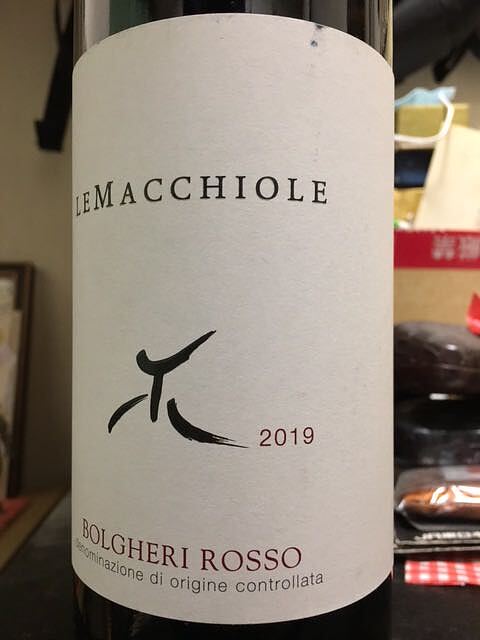 LEMACCHIOLE
2019
BOLGHERI ROSSO
denominazione di origine controllata